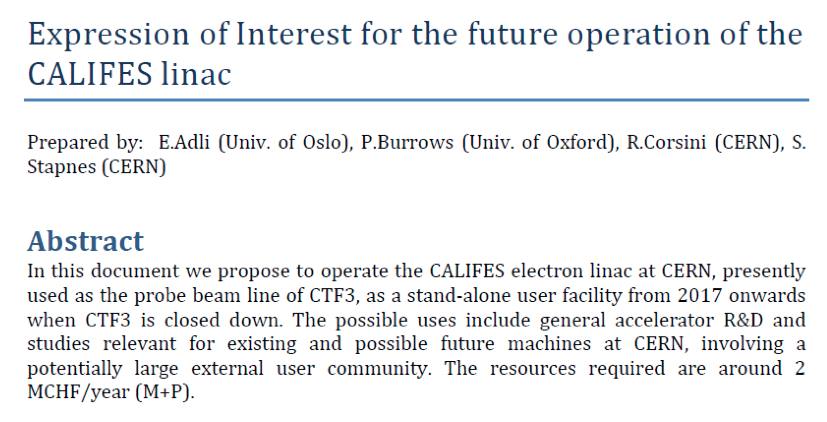 Expression of Interest for the future operation of the
CALIFES linac
Prepared by: E.Adli (Univ. of Oslo), P.Burrows (Univ. of Oxford), R.Corsini (CERN), S.
Stapnes (CERN)
Abstract
In this document we propose to operate the CALIFES electron linac at CERN, presently
used as the probe beam line of CTF3, as a stand-alone user facility from 2017 onwards
when CTF3 is closed down. The possible uses include general accelerator R&D and
studies relevant for existing and possible future machines at CERN, involving a
potentially large external user community. The resources required are around 2
MCHF/year (M+P).